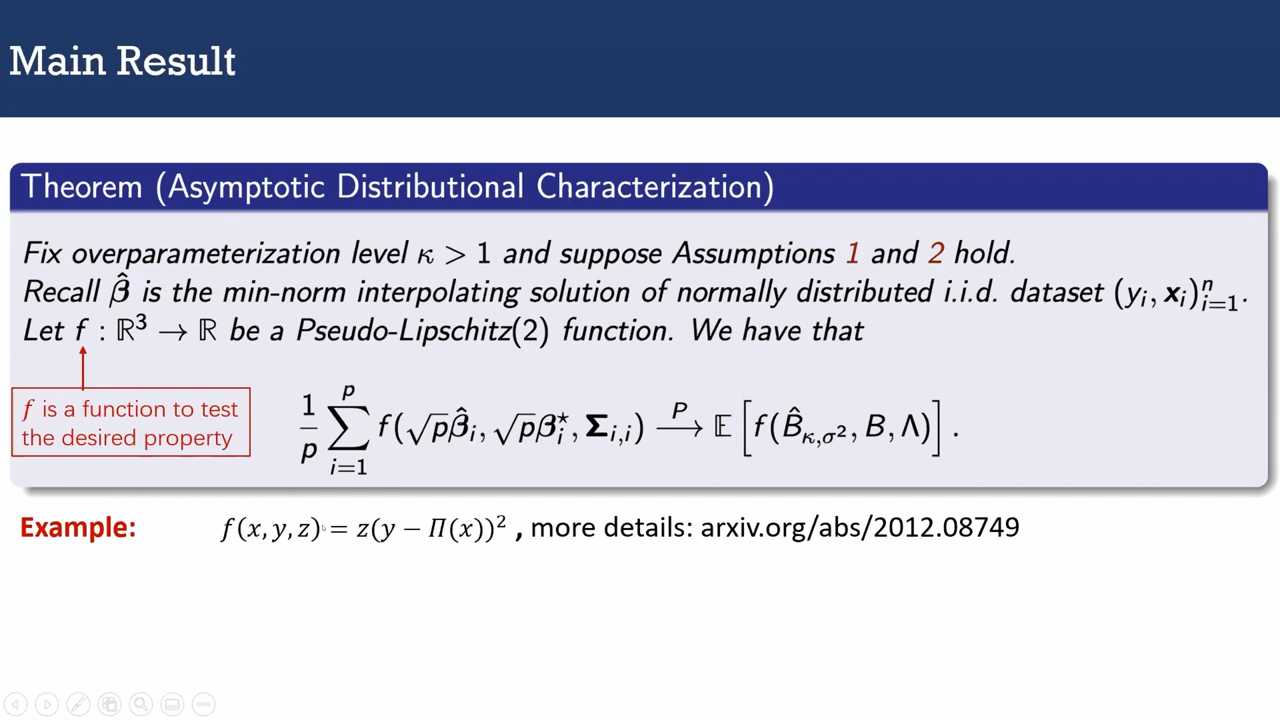 Main Result
Theorem (Asymptotic Distributional Characterization)
Fix overparameterization level κ > 1 and suppose Assumptions 1 and 2 hold.
Recall β̂ is the min-norm interpolating solution of normally distributed i.i.d. dataset (yᵢ, 𝐱ᵢ)ⁿᵢ₌₁.
Let f : ℝ³ → ℝ be a Pseudo-Lipschitz(2) function. We have that
f is a function to test
the desired property
1/p ∑ᵢ₌₁ᵖ f(√p β̂ᵢ, √p βᵢ⋆, Σᵢ,ᵢ) —P→ 𝔼 [f(B̂_κ,σ², B, Λ)] .
Example: f(x, y, z) = z(y − Π(x))² , more details: arxiv.org/abs/2012.08749